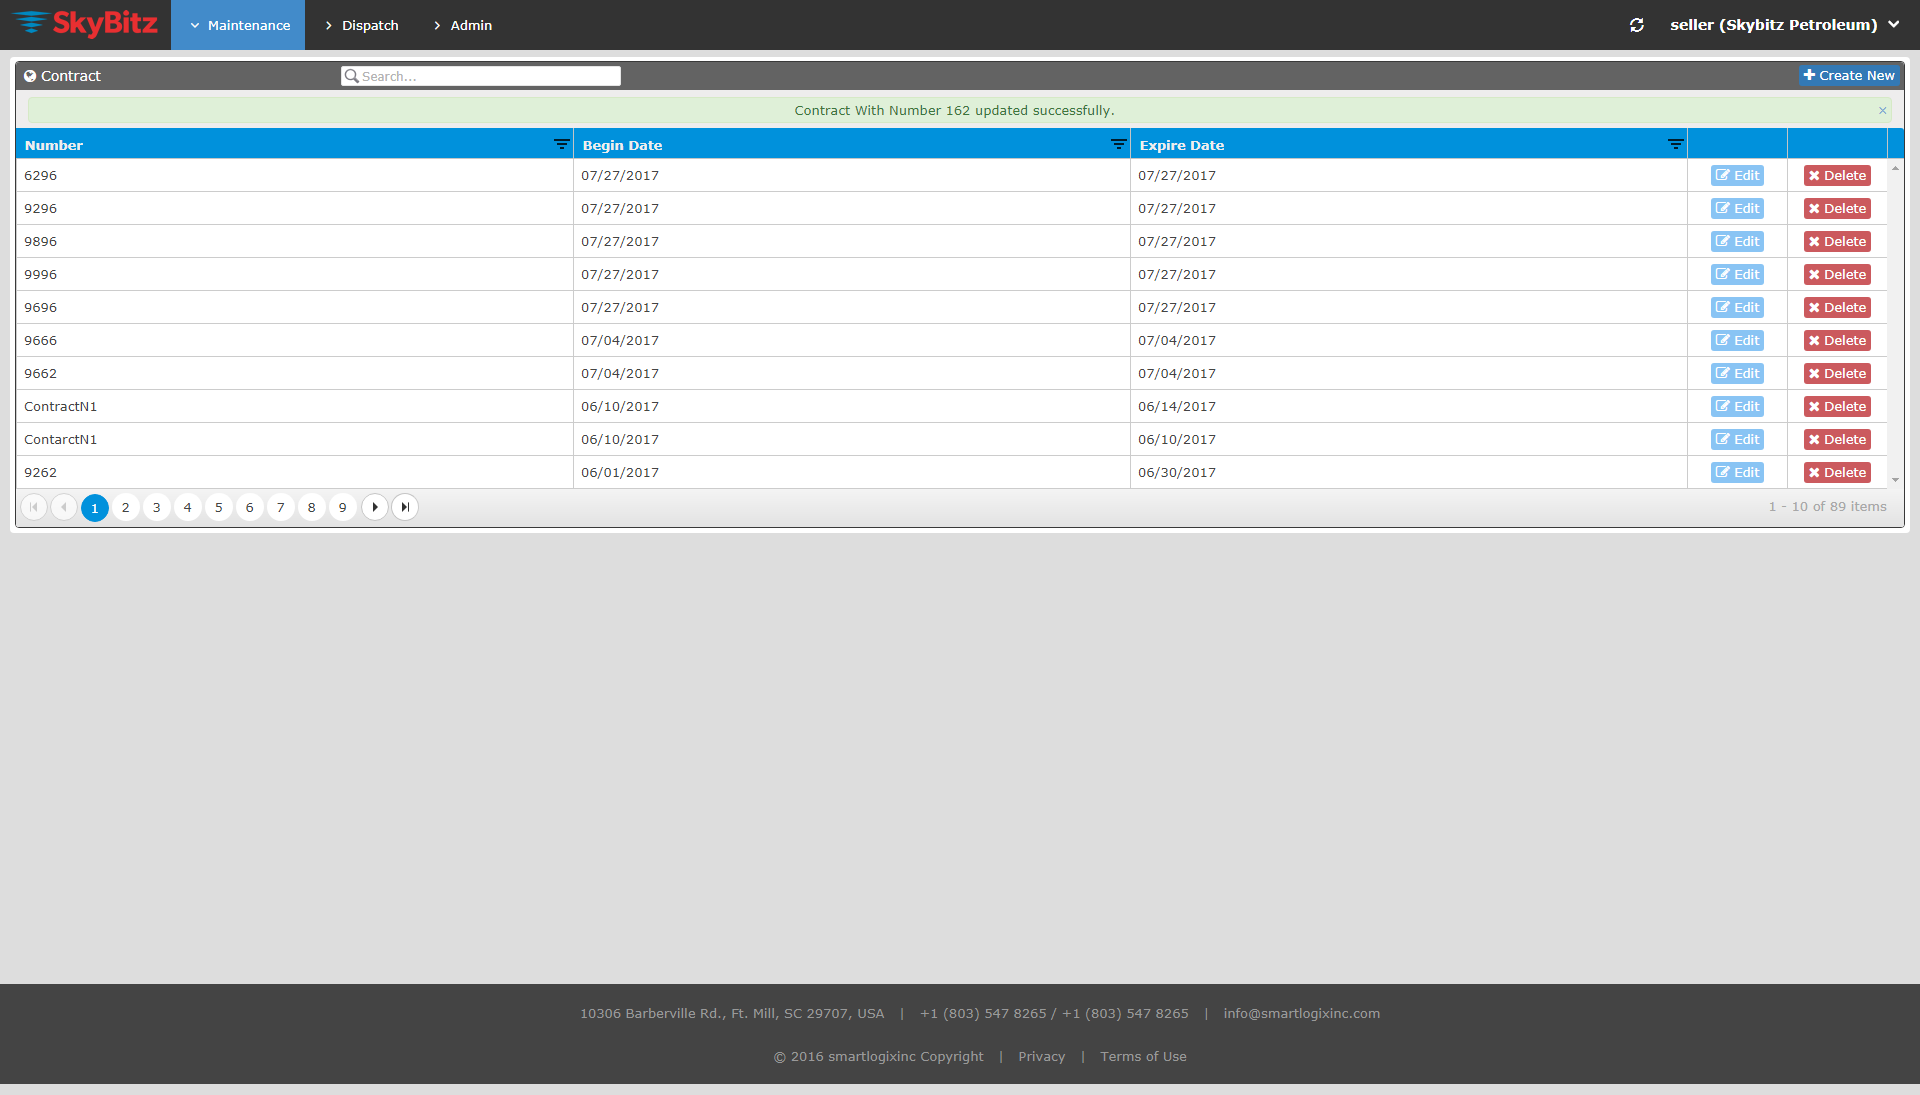 SkyBitz Maintenance Dispatch Admin seller (Skybitz Petroleum)
Contract Search... Create New
Contract With Number 162 updated successfully. ×
Number Begin Date Expire Date
6296 07/27/2017 07/27/2017 Edit Delete
9296 07/27/2017 07/27/2017 Edit Delete
9896 07/27/2017 07/27/2017 Edit Delete
9996 07/27/2017 07/27/2017 Edit Delete
9696 07/27/2017 07/27/2017 Edit Delete
9666 07/04/2017 07/04/2017 Edit Delete
9662 07/04/2017 07/04/2017 Edit Delete
ContractN1 06/10/2017 06/14/2017 Edit Delete
ContarctN1 06/10/2017 06/10/2017 Edit Delete
9262 06/01/2017 06/30/2017 Edit Delete
1 2 3 4 5 6 7 8 9 1 - 10 of 89 items
10306 Barberville Rd., Ft. Mill, SC 29707, USA | +1 (803) 547 8265 / +1 (803) 547 8265 | info@smartlogixinc.com
© 2016 smartlogixinc Copyright | Privacy | Terms of Use